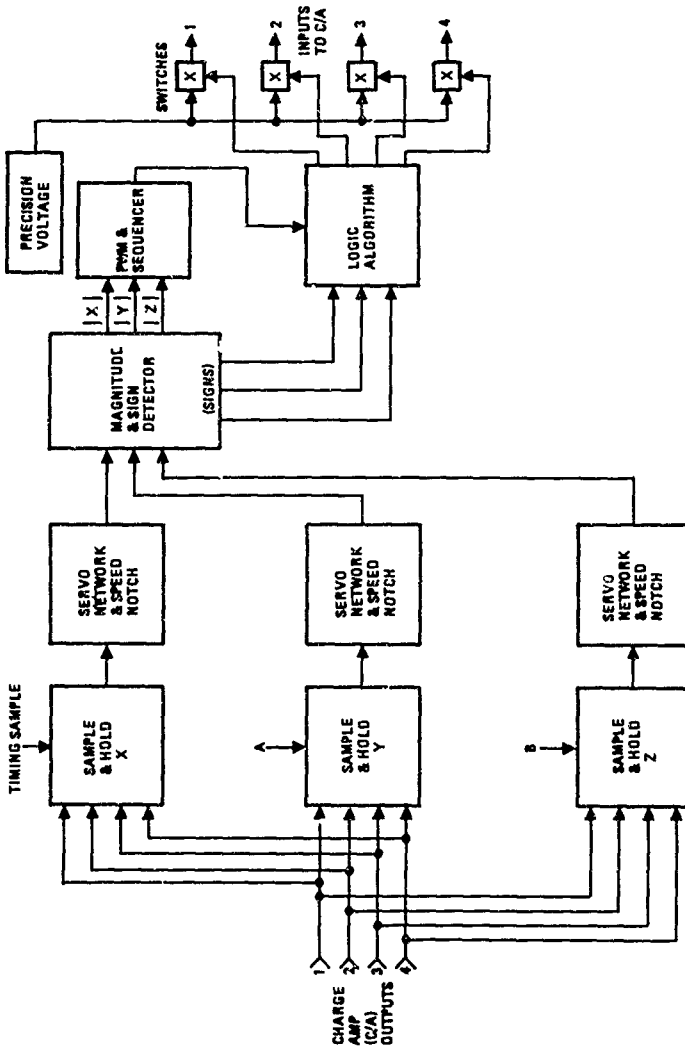 TIMING SAMPLE
SAMPLE
& HOLD
X
SERVO
NETWORK
& SPEED
NOTCH
A
SAMPLE
& HOLD
Y
SERVO
NETWORK
& SPEED
NOTCH
B
SAMPLE
& HOLD
Z
SERVO
NETWORK
& SPEED
NOTCH
CHARGE
AMP
(C/A)
OUTPUTS
1
2
3
4
MAGNITUDE
& SIGN
DETECTOR
(SIGNS)
|X|
|Y|
|Z|
PWM &
SEQUENCER
PRECISION
VOLTAGE
LOGIC
ALGORITHM
SWITCHES
X
1
X
2
INPUTS
TO C/A
X
3
X
4